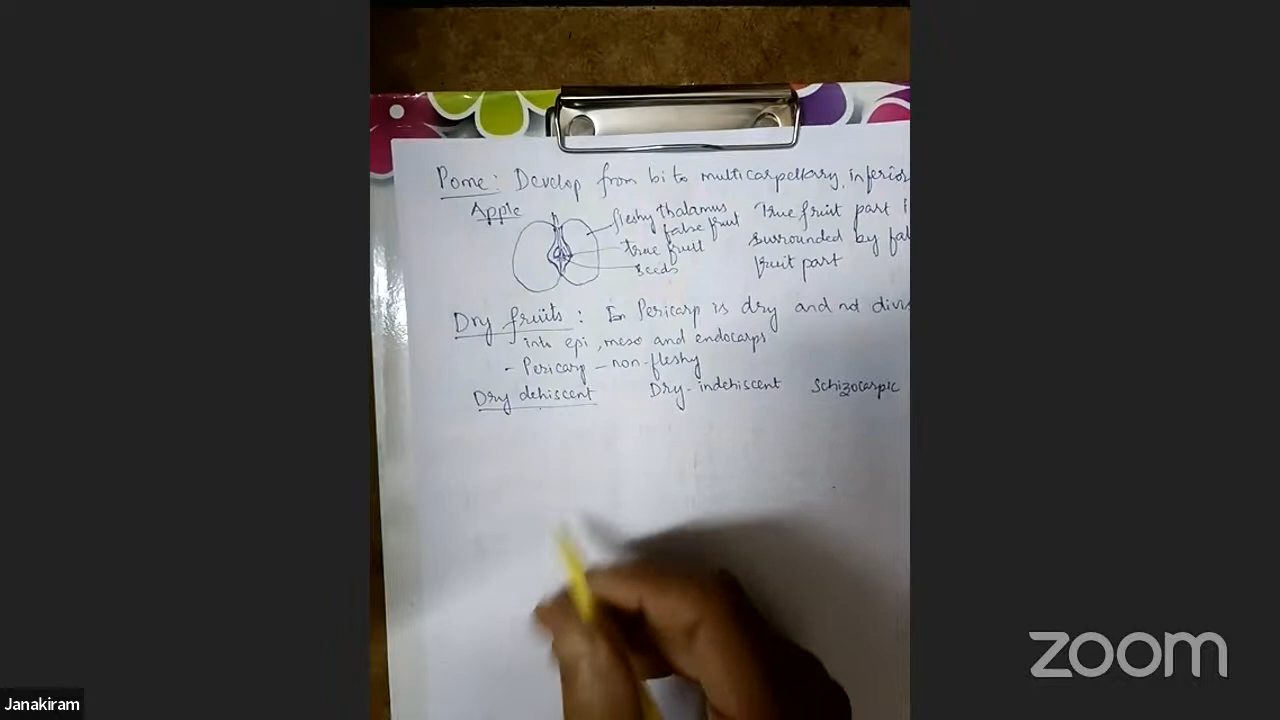 Pome: Develop from bi to multicarpellary, inferior
Apple
fleshy thalamus
false fruit
true fruit
seeds
True fruit part i
surrounded by fal
fruit part
Dry fruits: Pericarp is dry and not divis
into epi, meso and endocarps
- Pericarp - non-fleshy
Dry dehiscent Dry-indehiscent Schizocarpic
Janakiram
zoom